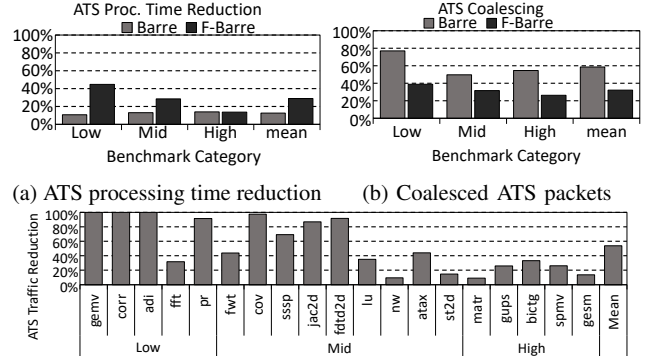 ATS Proc. Time Reduction
Barre F-Barre
100%
80%
60%
40%
20%
0%
Low Mid High mean
Benchmark Category
ATS Coalescing
Barre F-Barre
100%
80%
60%
40%
20%
0%
Low Mid High mean
Benchmark Category
(a) ATS processing time reduction
(b) Coalesced ATS packets
ATS Traffic Reduction
100%
80%
60%
40%
20%
0%
gemv corr adi fft pr fwt cov sssp jac2d fdtd2d lu nw atax st2d matr gups bictg spmv gesm Mean
Low Mid High